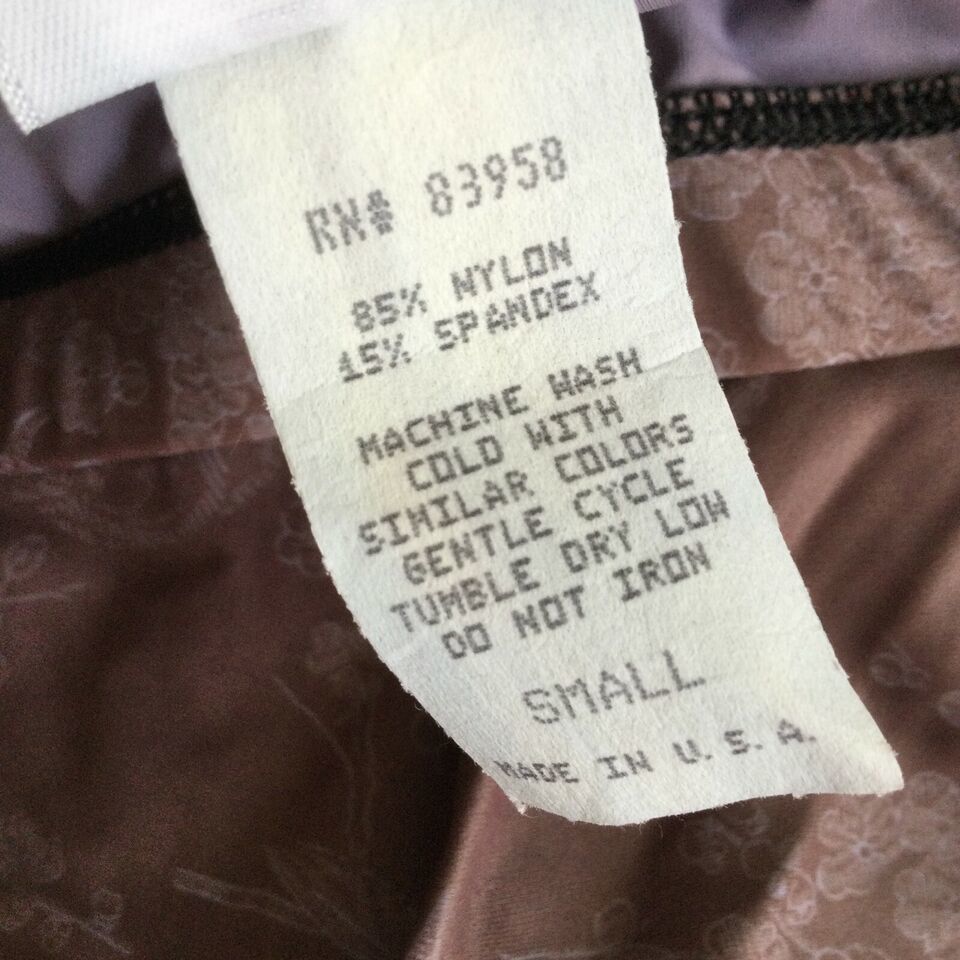 RN# 83958
85% NYLON
15% SPANDEX
MACHINE WASH
COLD WITH
SIMILAR COLORS
GENTLE CYCLE
TUMBLE DRY LOW
DO NOT IRON
SMALL
MADE IN U.S.A.